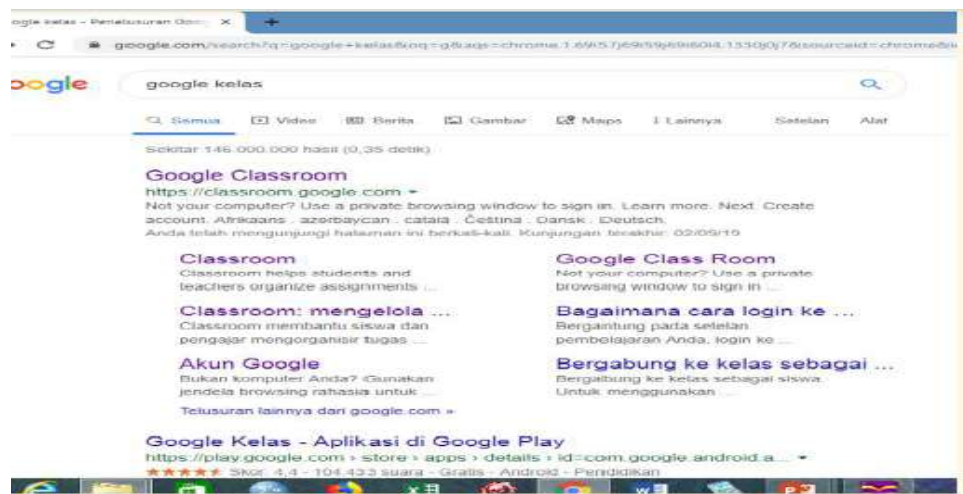 ogle kelas - Penelusuran Goo
google.com/search?q=google+kelas&oq=g&aqs=chrome.1.69i57j69i59j69i60l4.1330j0j7&sourceid=chrome&i
oogle
google kelas
Semua Video Berita Gambar Maps Lainnya Setelan Alat
Sekitar 146.000.000 hasil (0,35 detik)
Google Classroom
https://classroom.google.com
Not your computer? Use a private browsing window to sign in. Learn more. Next. Create
account. Afrikaans . azərbaycan . català . Čeština . Dansk . Deutsch.
Anda telah mengunjungi halaman ini berkali-kali. Kunjungan terakhir: 02/09/19
Classroom
Classroom helps students and
teachers organize assignments ...
Google Class Room
Not your computer? Use a private
browsing window to sign in ...
Classroom: mengelola ...
Classroom membantu siswa dan
pengajar mengorganisir tugas ...
Bagaimana cara login ke ...
Bergantung pada setelan
pembelajaran Anda, login ke ...
Akun Google
Bukan komputer Anda? Gunakan
jendela browsing rahasia untuk ...
Bergabung ke kelas sebagai ...
Bergabung ke kelas sebagai siswa.
Untuk menggunakan ...
Telusuran lainnya dari google.com »
Google Kelas - Aplikasi di Google Play
https://play.google.com › store › apps › details › id=com.google.android.a...
Skor: 4,4 - 104.433 suara - Gratis - Android - Pendidikan